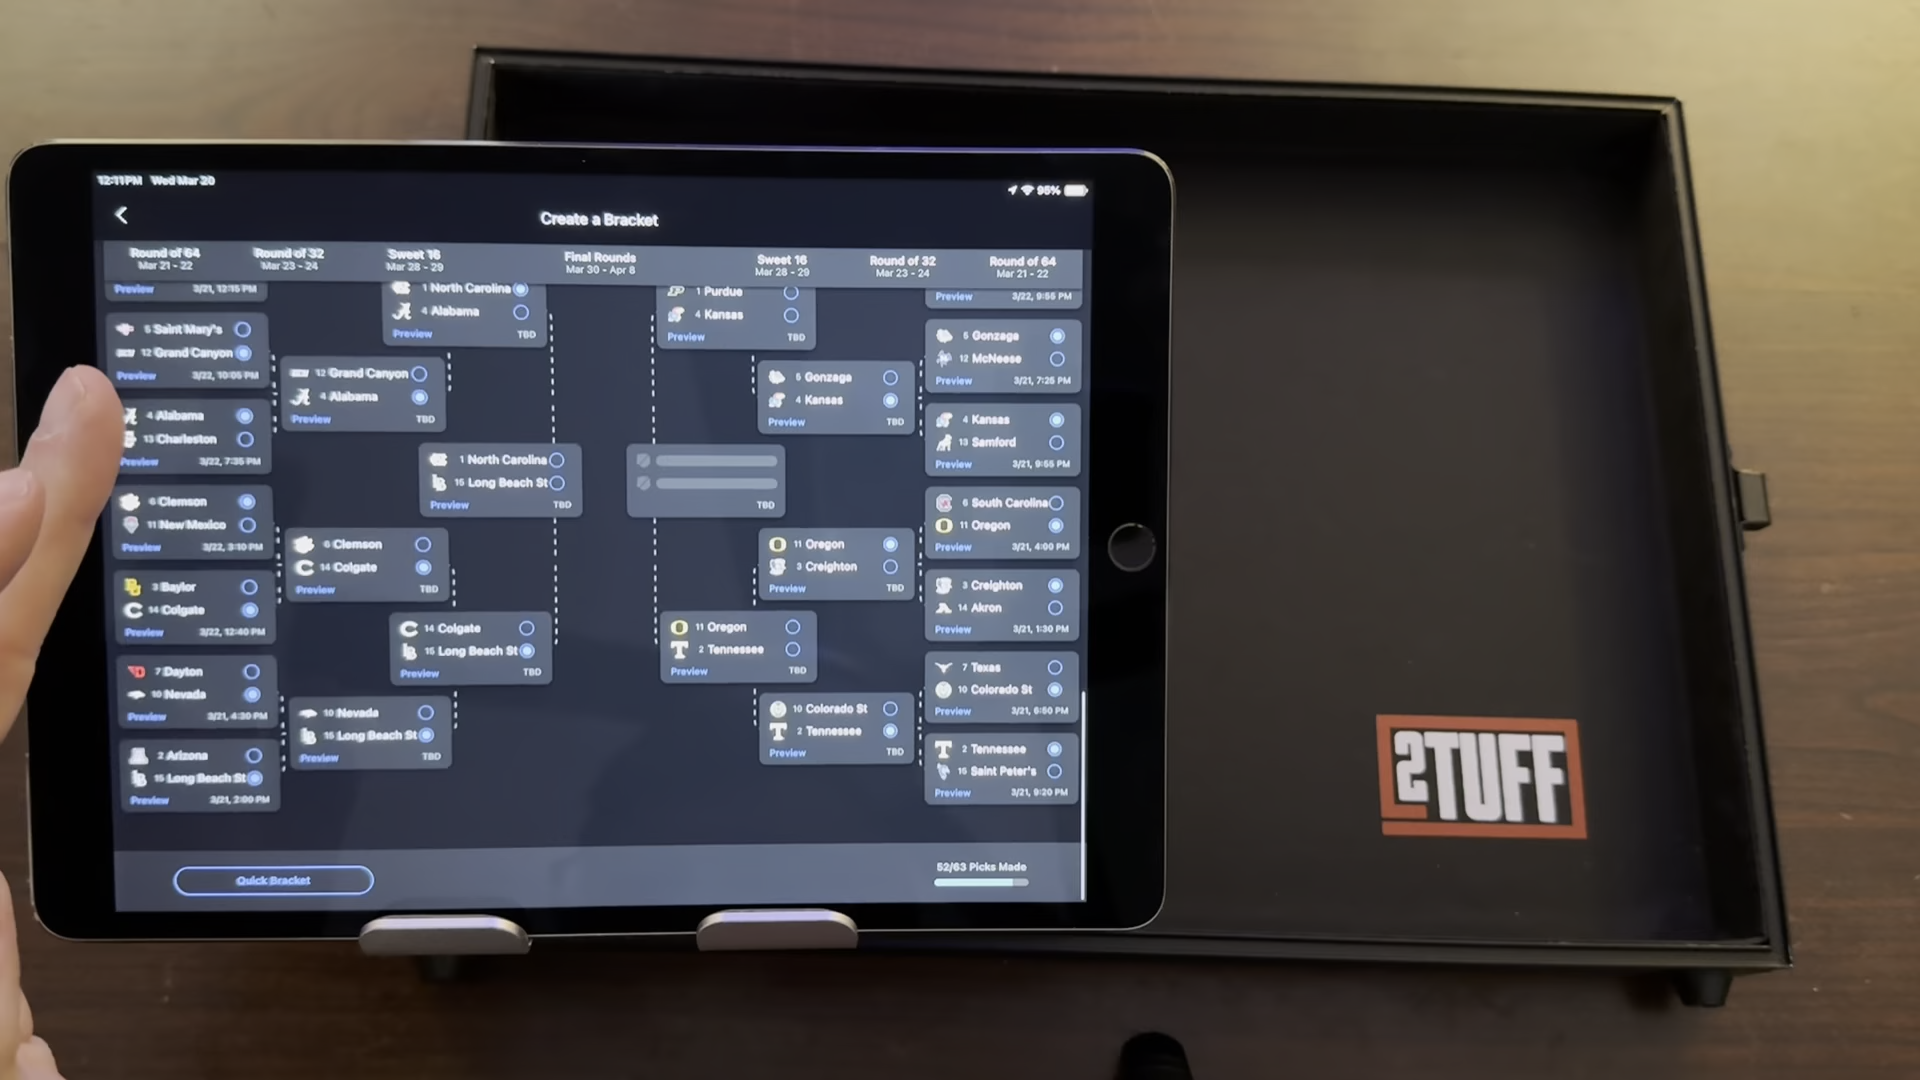 12:11PM Wed Mar 20
95%
Create a Bracket
Round of 64
Mar 21 - 22
Round of 32
Mar 23 - 24
Sweet 16
Mar 28 - 29
Final Rounds
Mar 30 - Apr 8
Sweet 16
Mar 28 - 29
Round of 32
Mar 23 - 24
Round of 64
Mar 21 - 22
Preview 3/21, 12:15 PM
5 Saint Mary's
12 Grand Canyon
Preview 3/22, 10:05 PM
4 Alabama
13 Charleston
Preview 3/22, 7:35 PM
6 Clemson
11 New Mexico
Preview 3/22, 3:10 PM
3 Baylor
14 Colgate
Preview 3/22, 12:40 PM
7 Dayton
10 Nevada
Preview 3/21, 4:30 PM
2 Arizona
15 Long Beach St
Preview 3/21, 2:00 PM
12 Grand Canyon
4 Alabama
Preview TBD
6 Clemson
14 Colgate
Preview TBD
10 Nevada
15 Long Beach St
Preview TBD
1 North Carolina
4 Alabama
Preview TBD
1 North Carolina
15 Long Beach St
Preview TBD
14 Colgate
15 Long Beach St
Preview TBD
1 Purdue
4 Kansas
Preview TBD
TBD
11 Oregon
2 Tennessee
Preview TBD
5 Gonzaga
4 Kansas
Preview TBD
11 Oregon
3 Creighton
Preview TBD
10 Colorado St
2 Tennessee
Preview TBD
Preview 3/22, 9:55 PM
5 Gonzaga
12 McNeese
Preview 3/21, 7:25 PM
4 Kansas
13 Samford
Preview 3/21, 9:55 PM
6 South Carolina
11 Oregon
Preview 3/21, 4:00 PM
3 Creighton
14 Akron
Preview 3/21, 1:30 PM
7 Texas
10 Colorado St
Preview 3/21, 6:50 PM
2 Tennessee
15 Saint Peter's
Preview 3/21, 9:20 PM
Quick Bracket
52/63 Picks Made
2TUFF